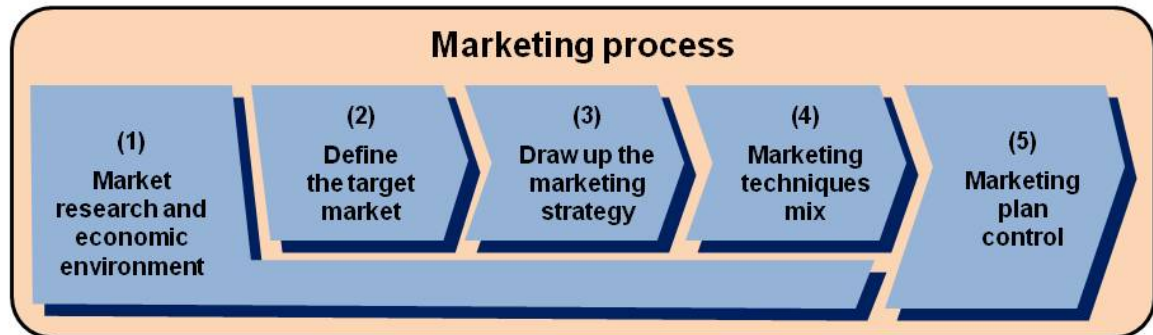 Marketing process
(1)
Market
research and
economic
environment
(2)
Define
the target
market
(3)
Draw up the
marketing
strategy
(4)
Marketing
techniques
mix
(5)
Marketing
plan
control